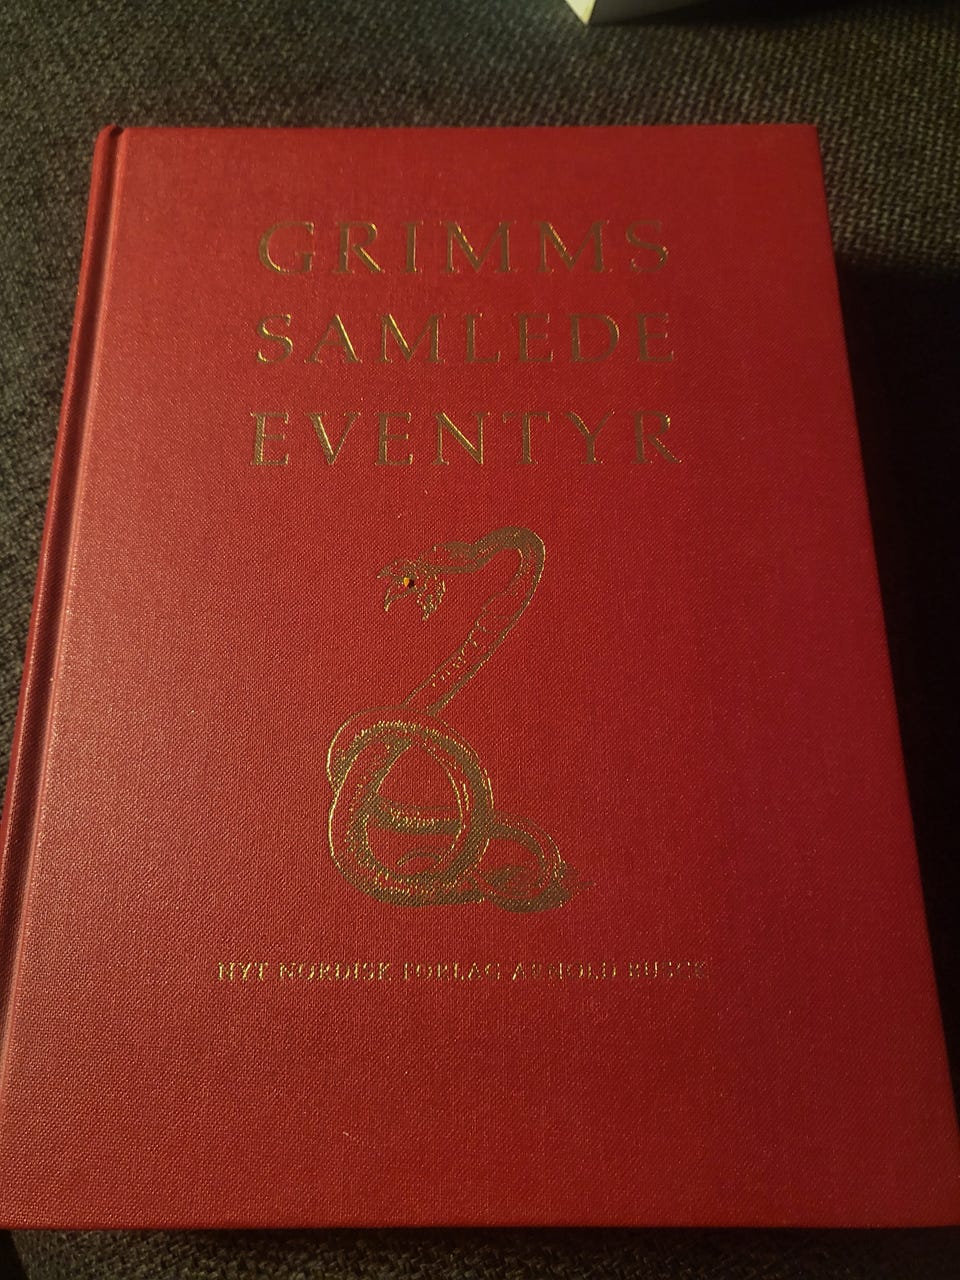 GRIMMS
SAMLEDE
EVENTYR
NYT NORDISK FORLAG ARNOLD BUSCK